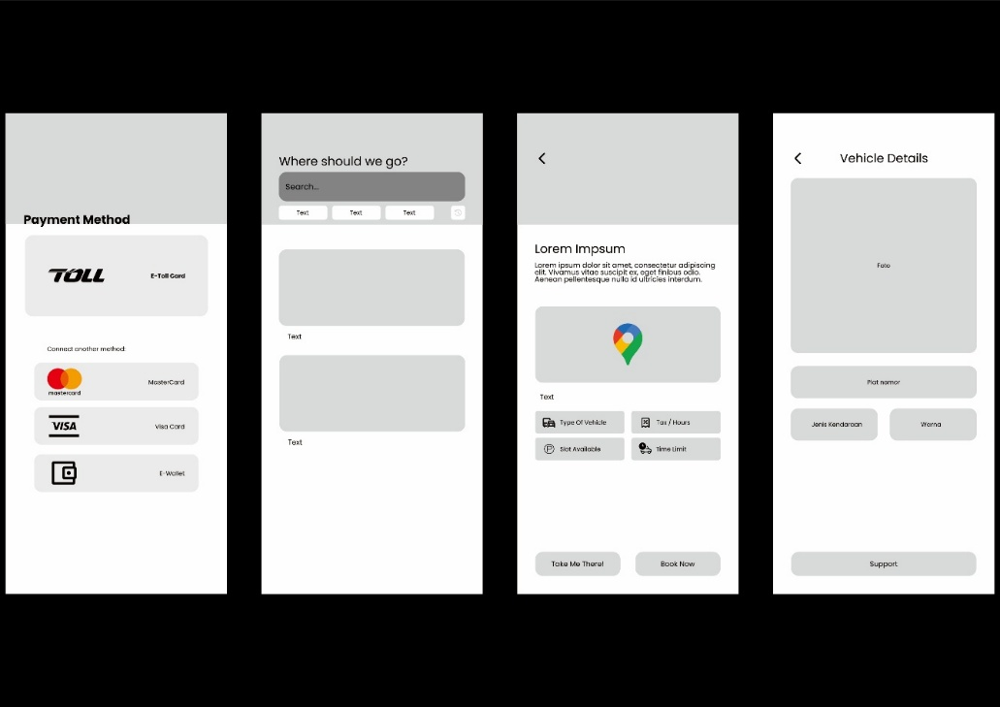 Payment Method
TOLL
E-Toll Card
Connect another method:
mastercard
MasterCard
VISA
Visa Card
E-Wallet
Where should we go?
Search...
Text
Text
Text
Text
Text
Lorem Impsum
Lorem ipsum dolor sit amet, consectetur adipiscing
elit. Vivamus vitae suscipit ex, eget finibus odio.
Aenean pellentesque nulla id ultricies interdum.
Text
Type Of Vehicle
Tax / Hours
P
Slot Available
Time Limit
Take Me There!
Book Now
Vehicle Details
Foto
Plat nomor
Jenis Kendaraan
Warna
Support